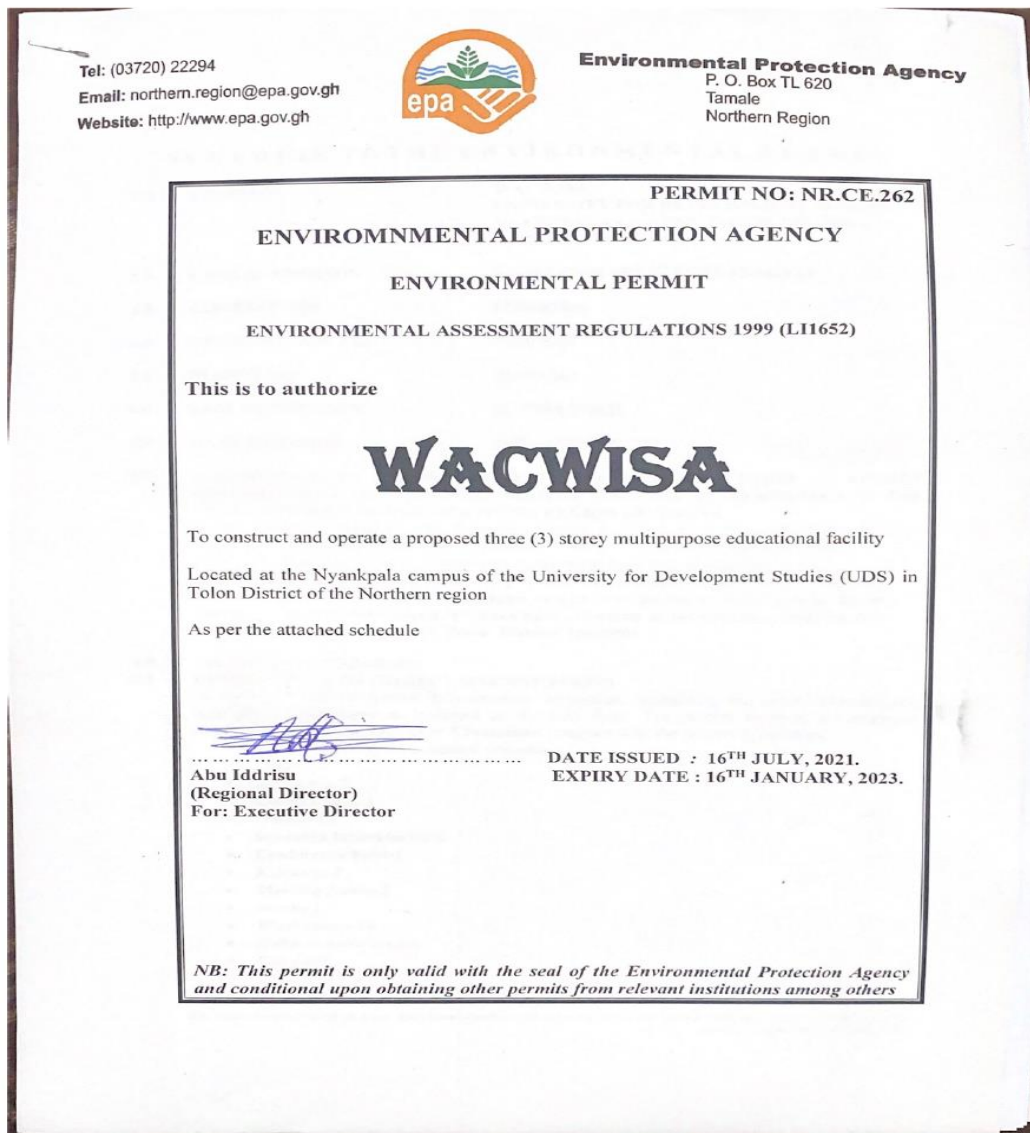 Tel: (03720) 22294
Email: northern.region@epa.gov.gh
Website: http://www.epa.gov.gh
epa
Environmental Protection Agency
P. O. Box TL 620
Tamale
Northern Region
PERMIT NO: NR.CE.262
ENVIROMNMENTAL PROTECTION AGENCY
ENVIRONMENTAL PERMIT
ENVIRONMENTAL ASSESSMENT REGULATIONS 1999 (LI1652)
This is to authorize
WACWISA
To construct and operate a proposed three (3) storey multipurpose educational facility
Located at the Nyankpala campus of the University for Development Studies (UDS) in
Tolon District of the Northern region
As per the attached schedule
Abu Iddrisu
(Regional Director)
For: Executive Director
DATE ISSUED : 16TH JULY, 2021.
EXPIRY DATE : 16TH JANUARY, 2023.
NB: This permit is only valid with the seal of the Environmental Protection Agency
and conditional upon obtaining other permits from relevant institutions among others